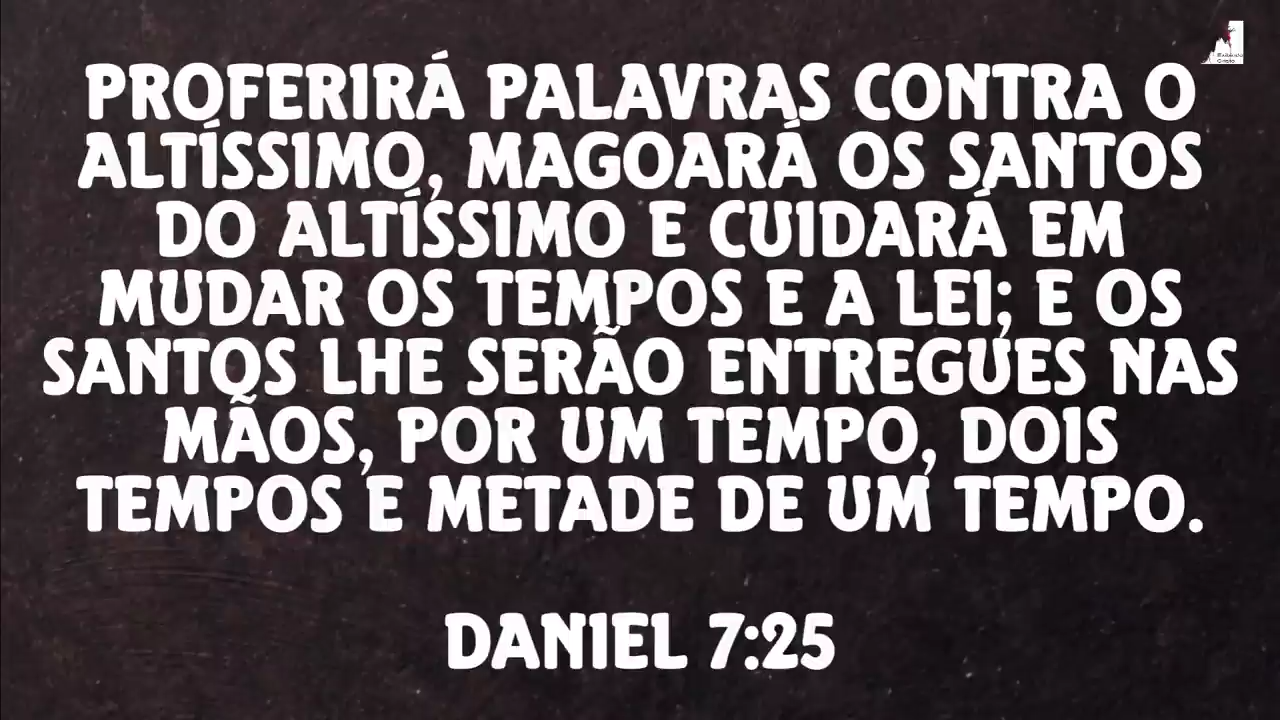 PROFERIRÁ PALAVRAS CONTRA O
ALTÍSSIMO, MAGOARÁ OS SANTOS
DO ALTÍSSIMO E CUIDARÁ EM
MUDAR OS TEMPOS E A LEI; E OS
SANTOS LHE SERÃO ENTREGUES NAS
MÃOS, POR UM TEMPO, DOIS
TEMPOS E METADE DE UM TEMPO.
DANIEL 7:25